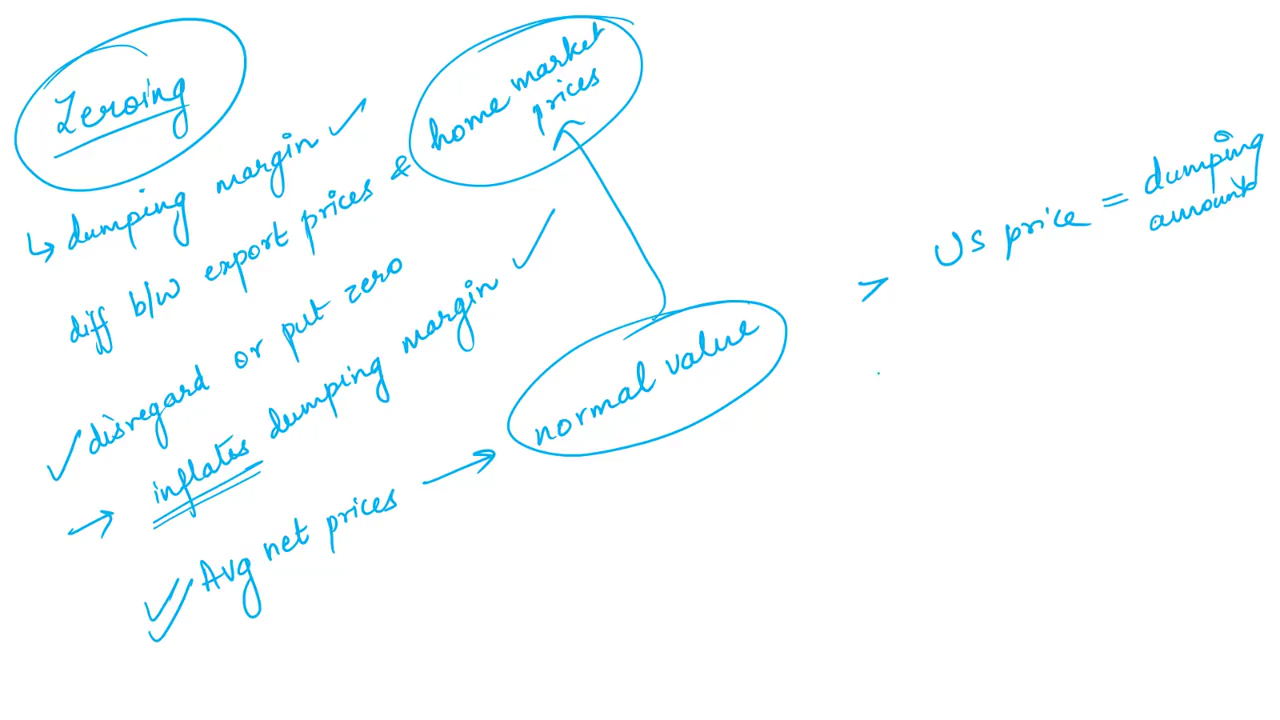 Zeroing
↳ dumping margin ✓
diff b/w export prices & home market prices
✓ disregard or put zero
→ inflates dumping margin ✓
✓✓ Avg net prices → normal value
> US price = dumping amounts